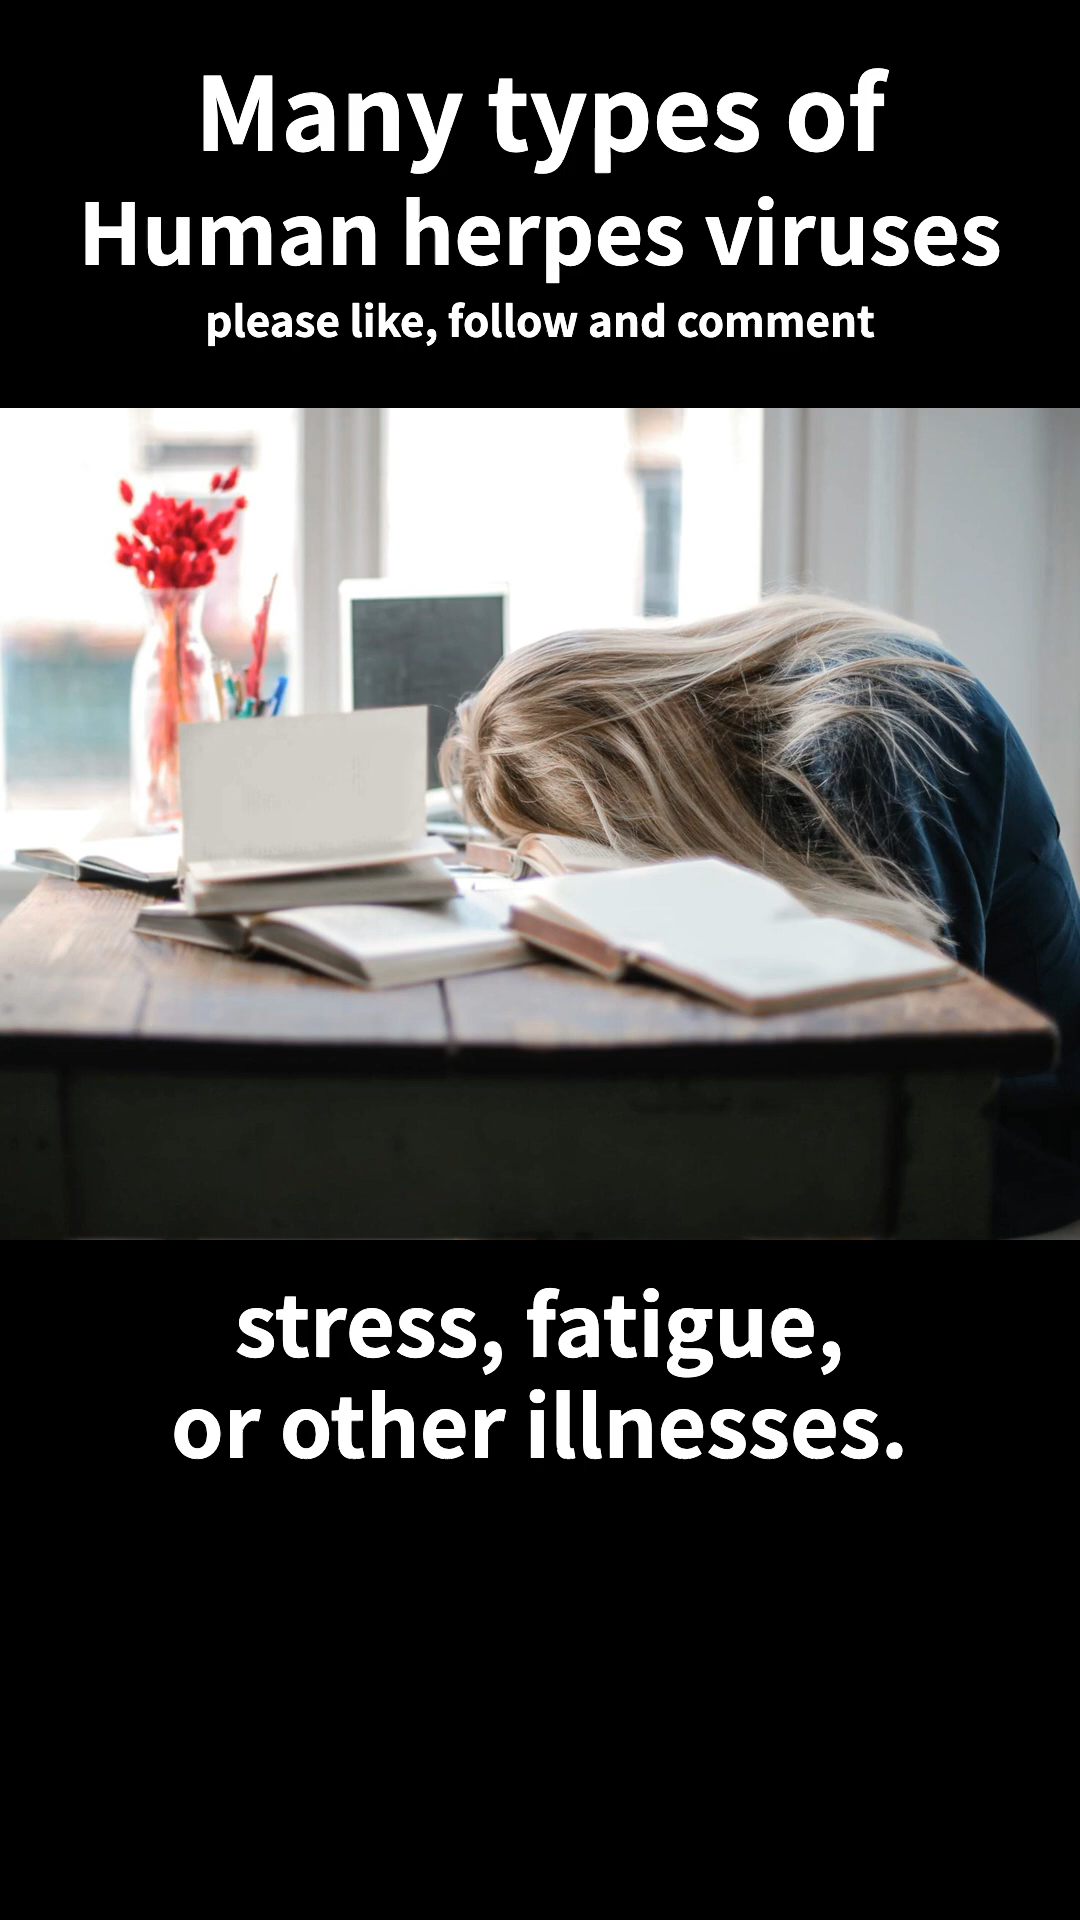 Many types of
Human herpes viruses
please like, follow and comment
stress, fatigue,
or other illnesses.